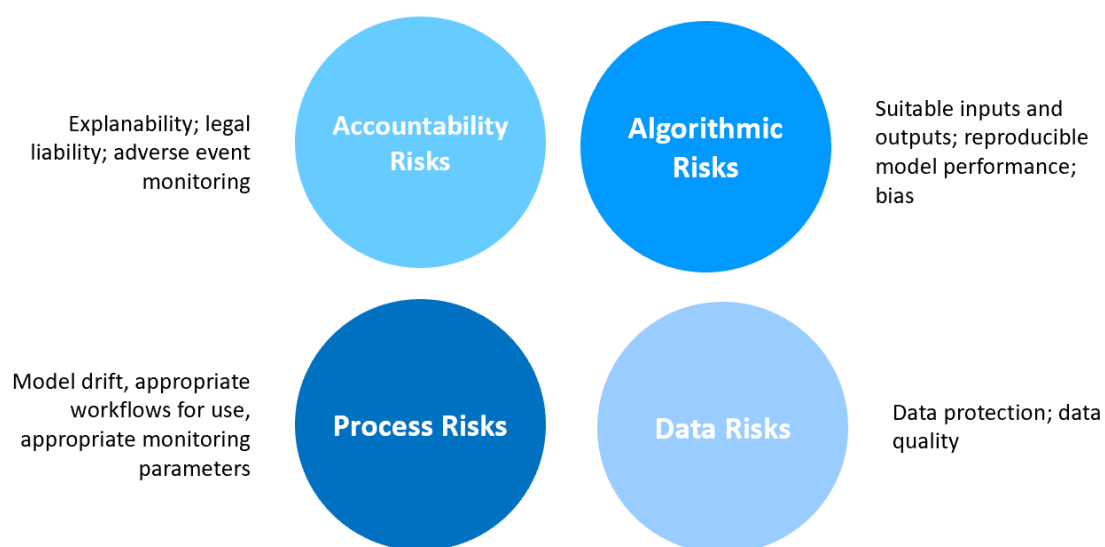 Explanability; legal
liability; adverse event
monitoring
Accountability
Risks
Algorithmic
Risks
Suitable inputs and
outputs; reproducible
model performance;
bias
Model drift, appropriate
workflows for use,
appropriate monitoring
parameters
Process Risks
Data Risks
Data protection; data
quality